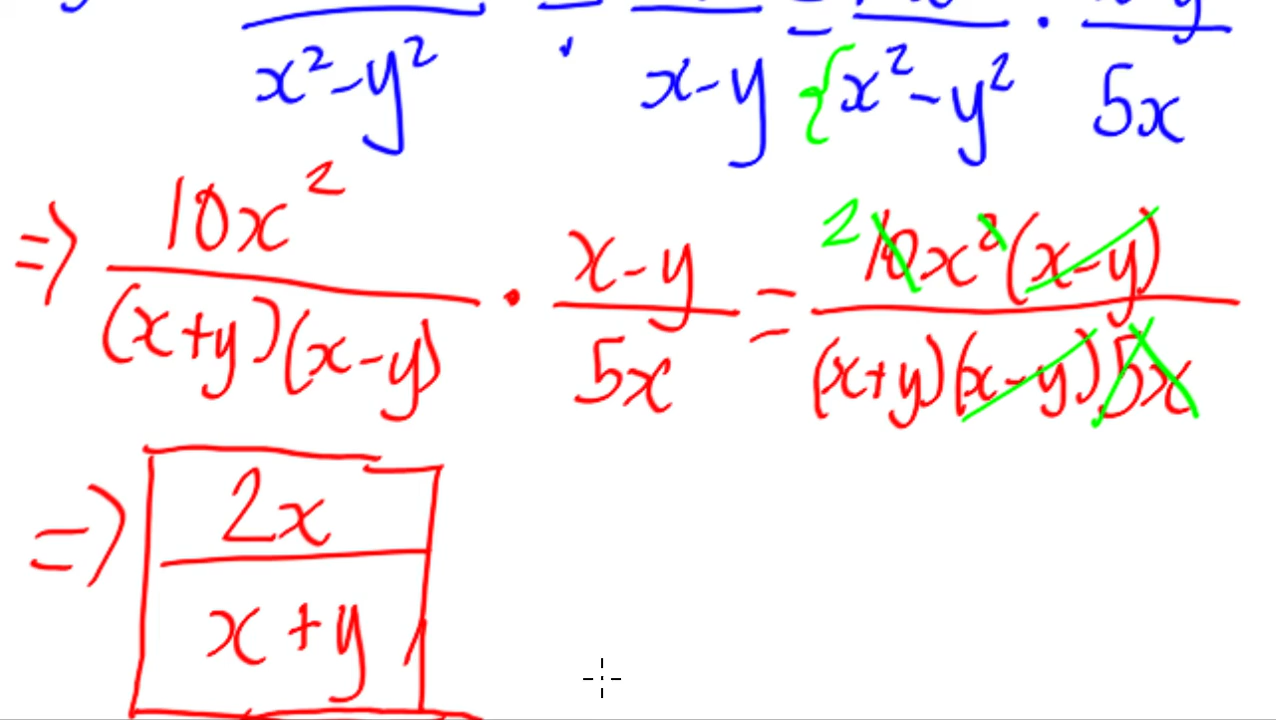 x²-y² ÷ x-y = x²-y² · 5x
=> 10x² / (x+y)(x-y) · x-y / 5x = 2 10x²(x-y) / (x+y)(x-y)5x
=> 2x / x+y